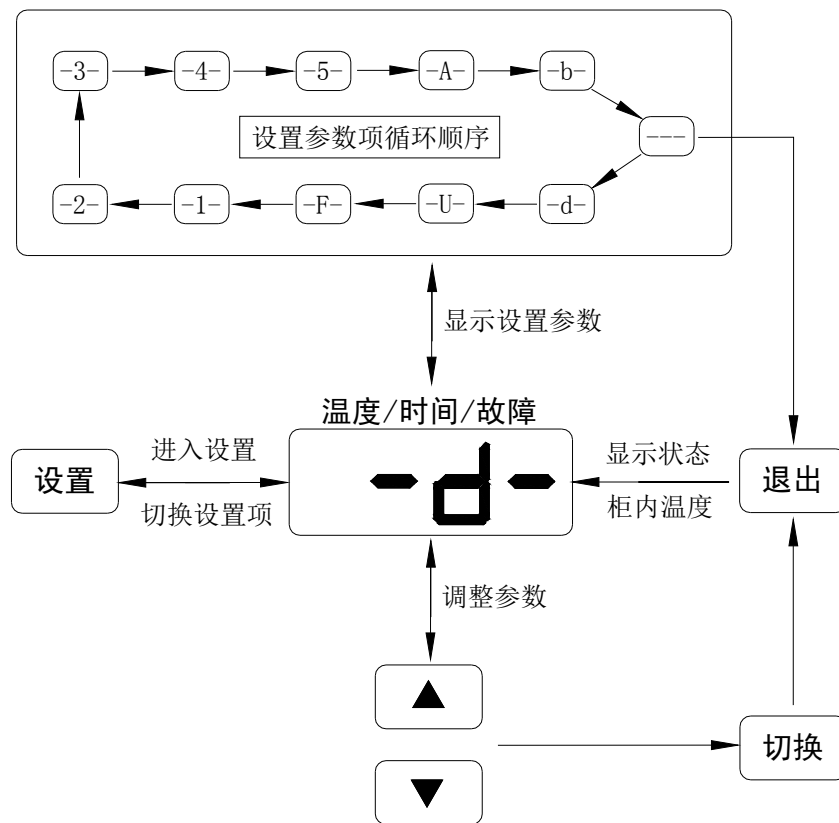 -3-
-4-
-5-
-A-
-b-
设置参数项循环顺序
---
-2-
-1-
-F-
-U-
-d-
显示设置参数
温度/时间/故障
设置
进入设置
切换设置项
-d-
显示状态
柜内温度
退出
调整参数
▲
切换
▼